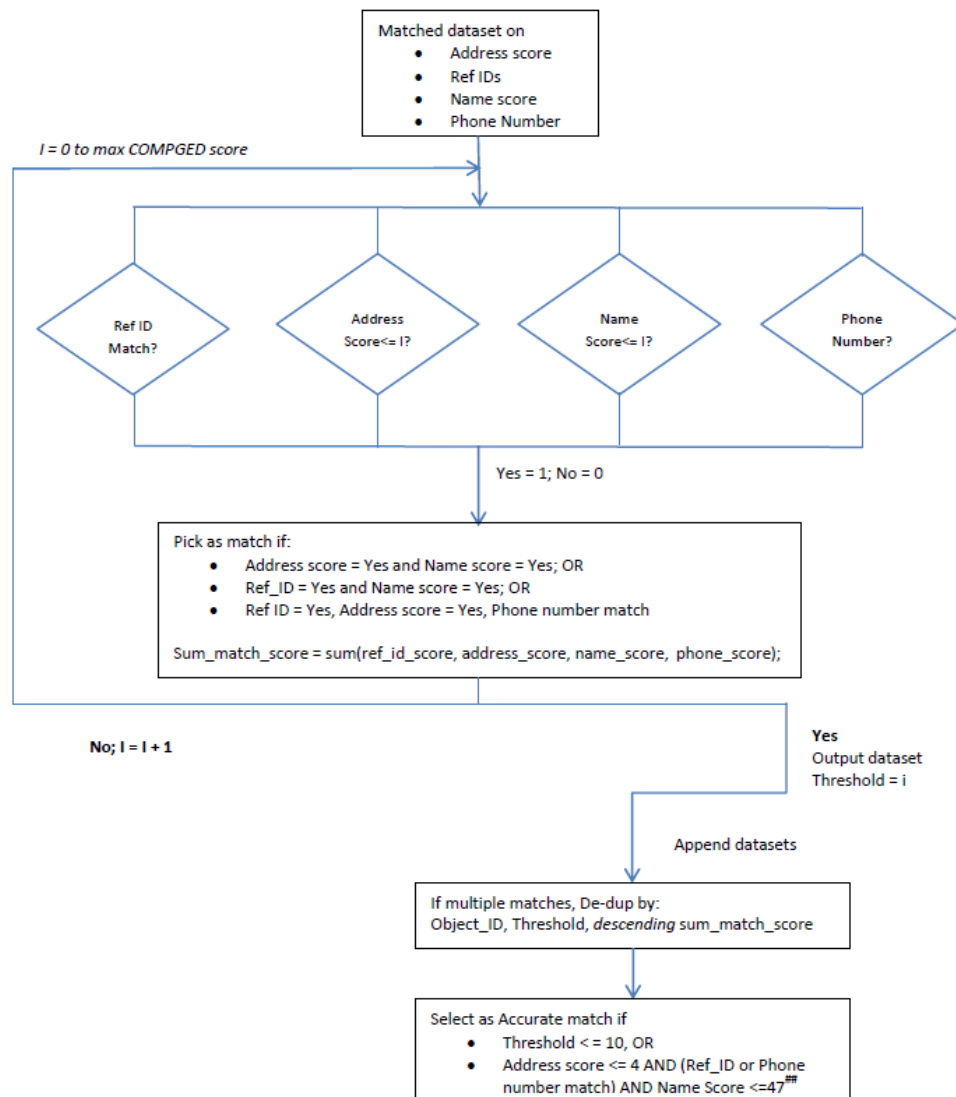 Matched dataset on
• Address score
• Ref IDs
• Name score
• Phone Number
I = 0 to max COMPGED score
Ref ID
Match?
Address
Score<= I?
Name
Score<= I?
Phone
Number?
Yes = 1; No = 0
Pick as match if:
• Address score = Yes and Name score = Yes; OR
• Ref_ID = Yes and Name score = Yes; OR
• Ref ID = Yes, Address score = Yes, Phone number match
Sum_match_score = sum(ref_id_score, address_score, name_score, phone_score);
No; I = I + 1
Yes
Output dataset
Threshold = i
Append datasets
If multiple matches, De-dup by:
Object_ID, Threshold, descending sum_match_score
Select as Accurate match if
• Threshold < = 10, OR
• Address score <= 4 AND (Ref_ID or Phone
number match) AND Name Score <=47##